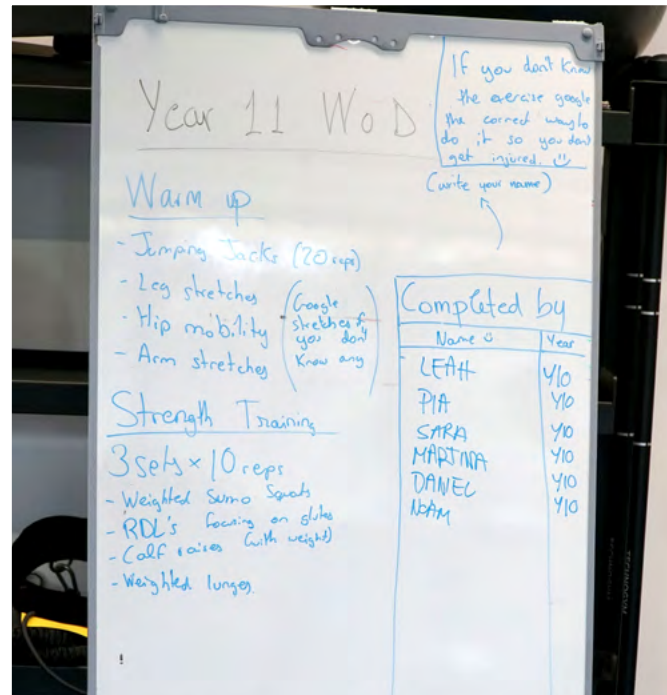 Year 11 WoD
If you don't know
the exercise google
the correct way to
do it so you don't
get injured.
(write your name)
Warm up
- Jumping Jacks (20 reps)
- Leg stretches
- Hip mobility
- Arm stretches
(Google
stretches if
you don't
know any
Strength Training
3 sets x 10 reps
- Weighted Sumo Squats
- RDL's focusing on glutes
- Calf raises (with weight)
- Weighted lunges
Completed by
Name Year
LEAH Y10
PIA Y10
SARA Y10
MARTINA Y10
DANIEL Y10
NOAM Y10
TECHNOGYM